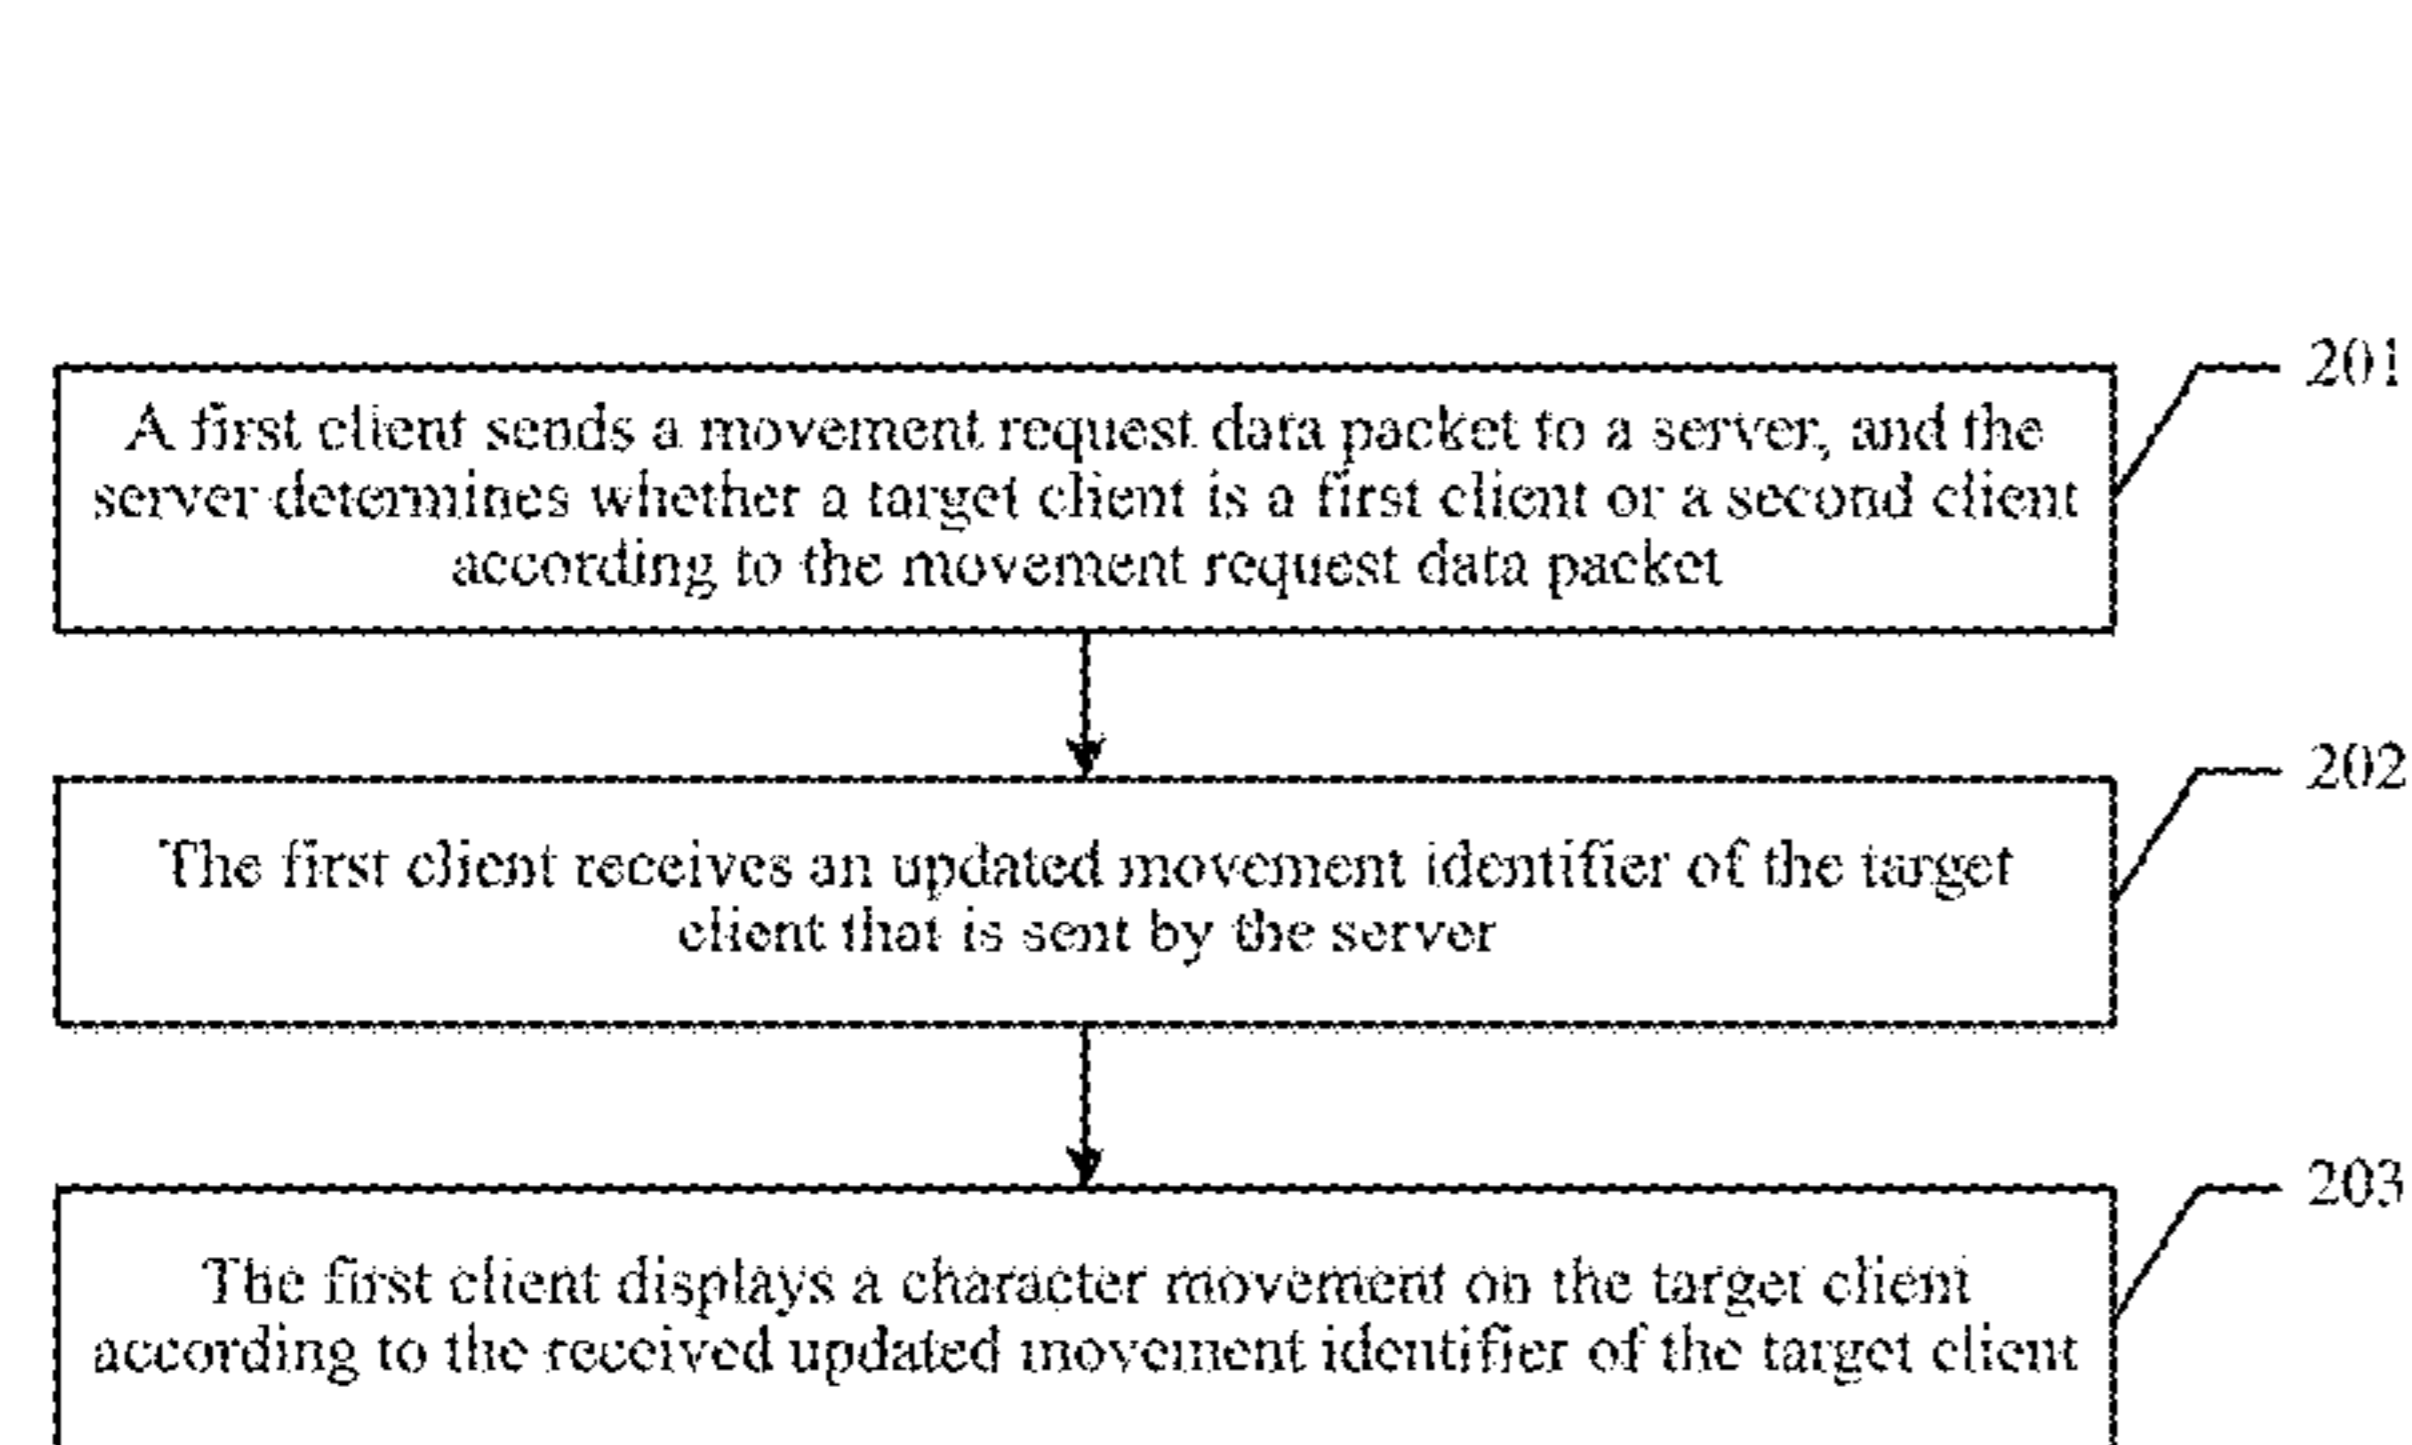 201
A first client sends a movement request data packet to a server, and the
server determines whether a target client is a first client or a second client
according to the movement request data packet
202
The first client receives an updated movement identifier of the target
client that is sent by the server
203
The first client displays a character movement on the target client
according to the received updated movement identifier of the target client